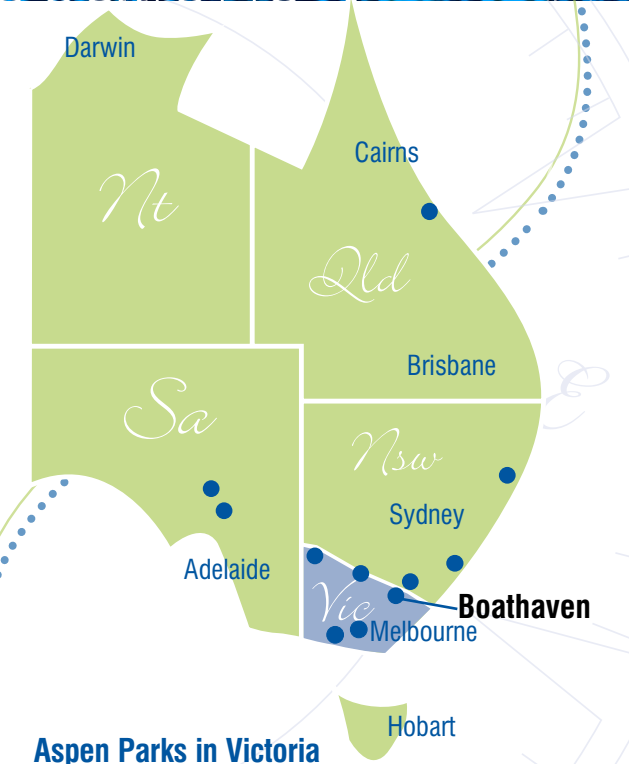 Darwin
Cairns
Nt
Qld
Brisbane
E
Sa
Nsw
Sydney
Adelaide
Vic
Boathaven
Melbourne
Hobart
Aspen Parks in Victoria